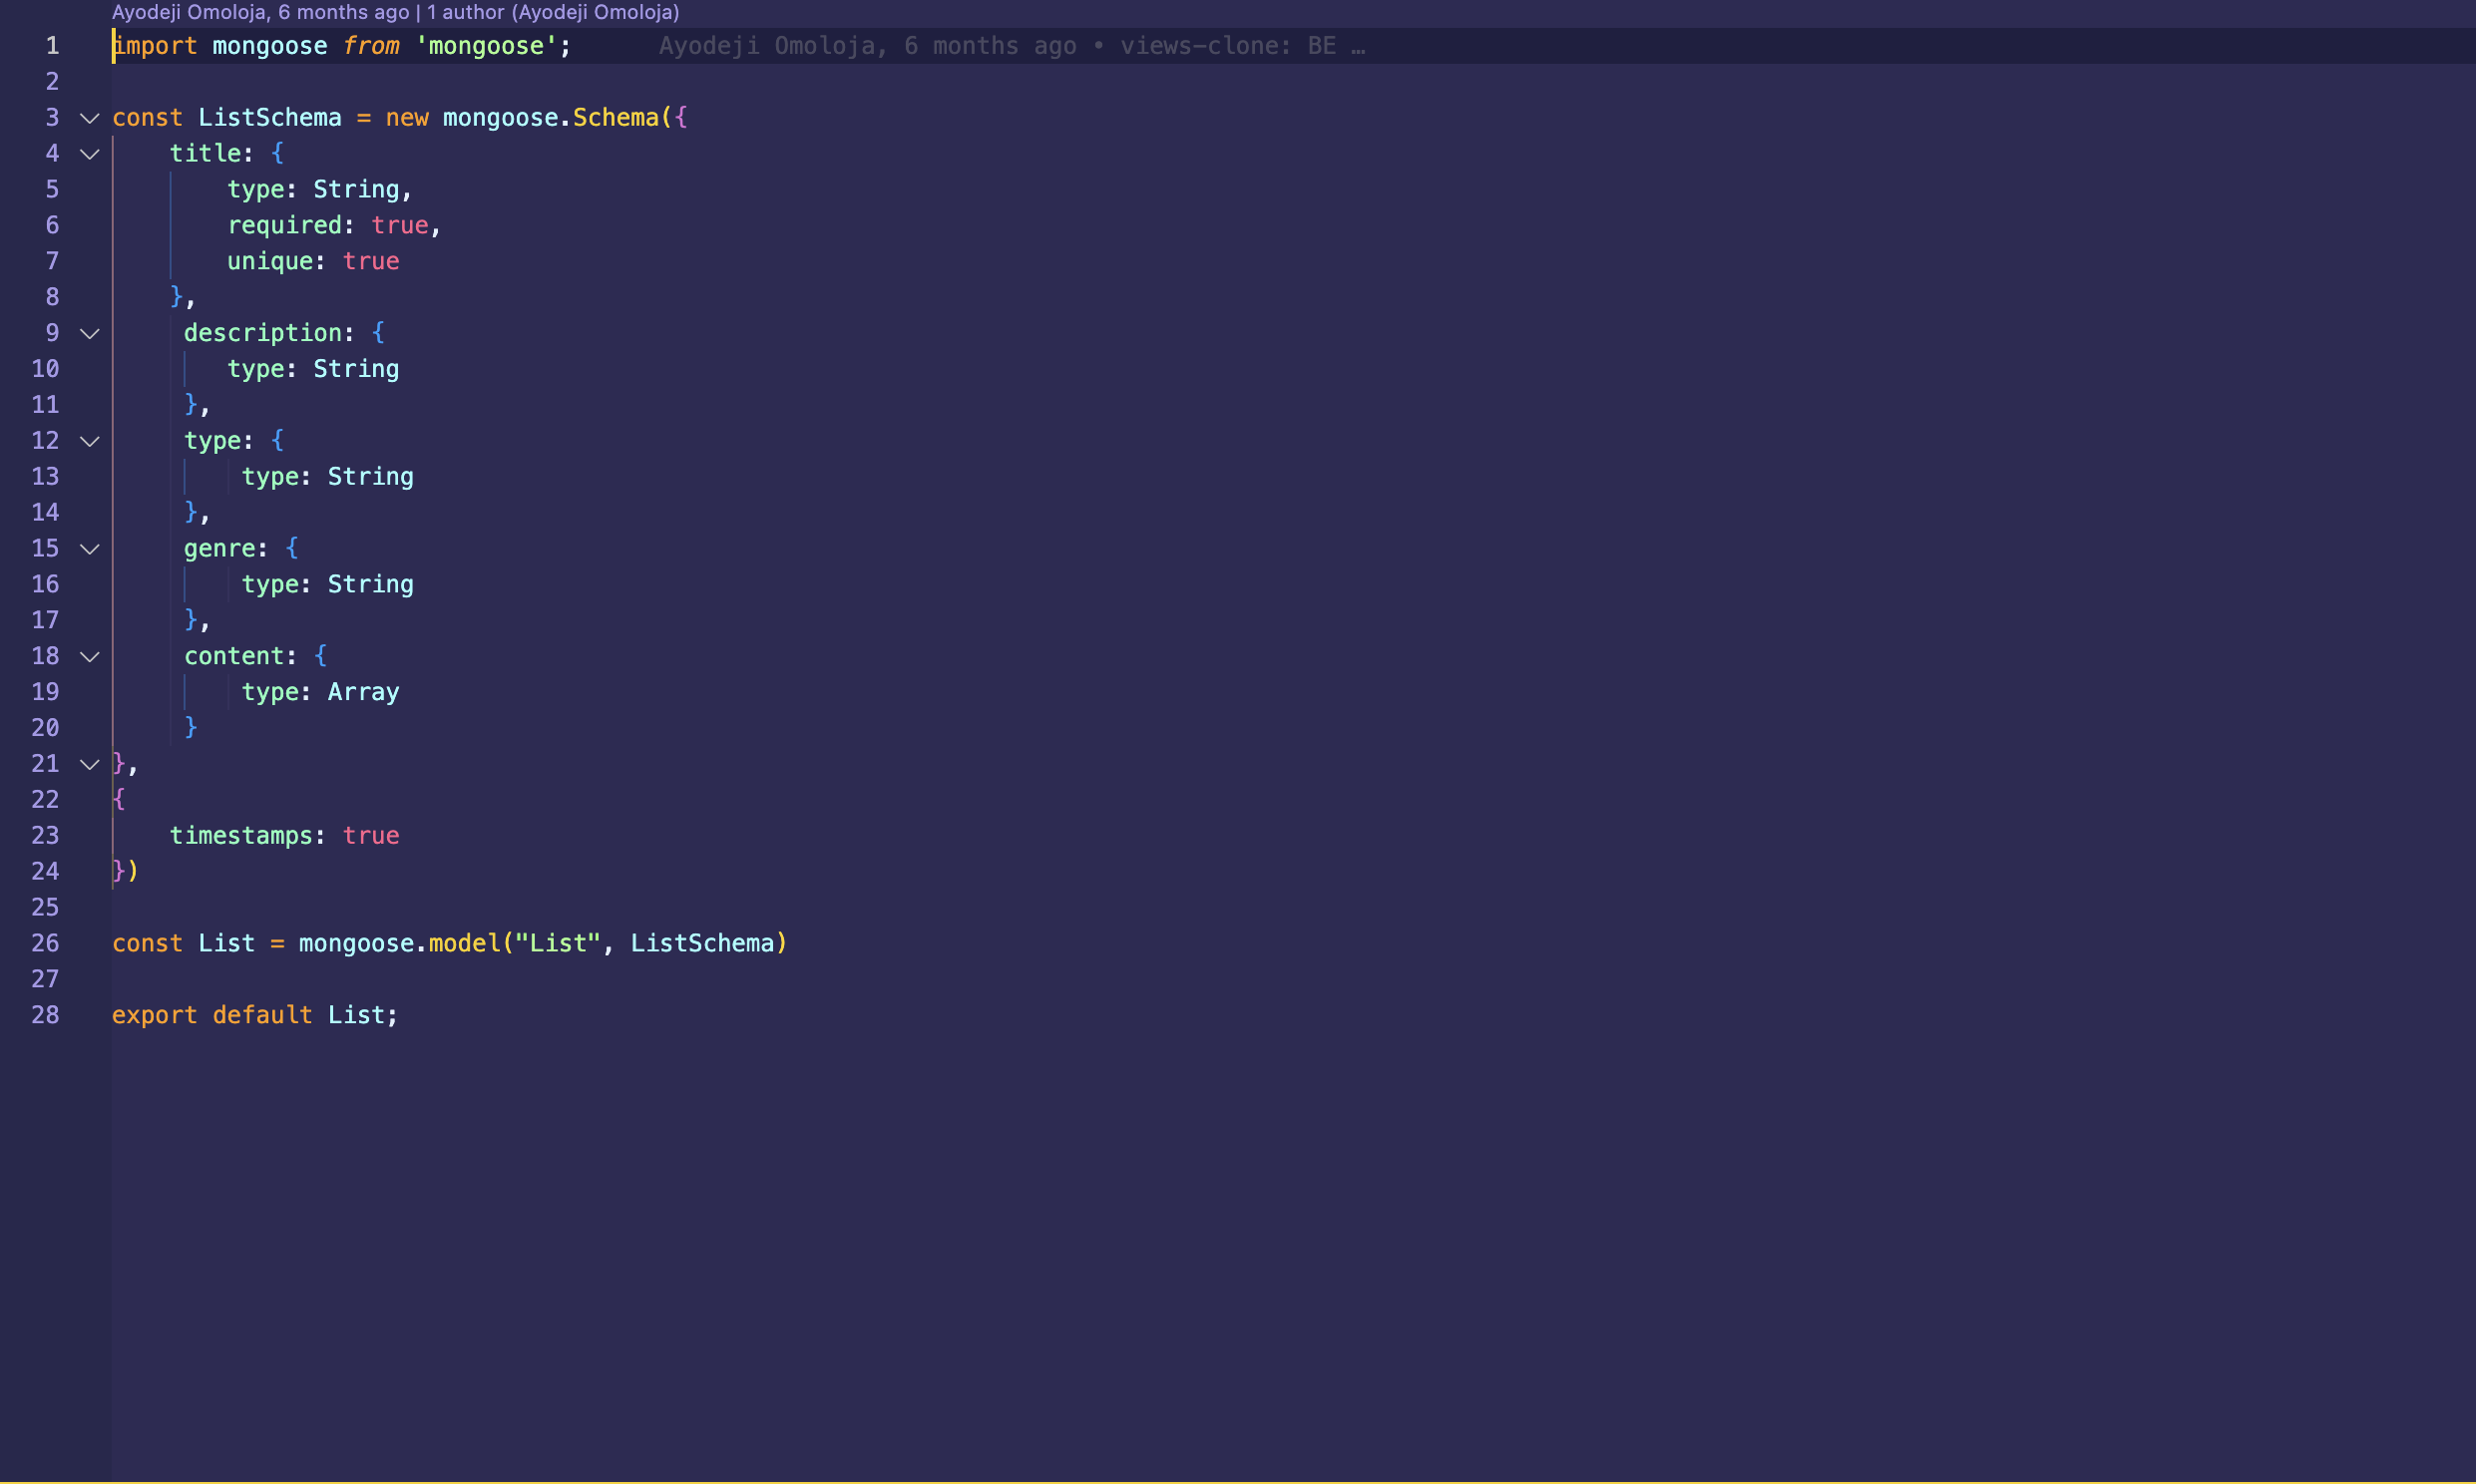 Ayodeji Omoloja, 6 months ago | 1 author (Ayodeji Omoloja)
1 import mongoose from 'mongoose'; Ayodeji Omoloja, 6 months ago • views-clone: BE …
2
3 const ListSchema = new mongoose.Schema({
4     title: {
5         type: String,
6         required: true,
7         unique: true
8     },
9      description: {
10         type: String
11      },
12      type: {
13          type: String
14      },
15      genre: {
16          type: String
17      },
18      content: {
19          type: Array
20      }
21 },
22 {
23     timestamps: true
24 })
25
26 const List = mongoose.model("List", ListSchema)
27
28 export default List;